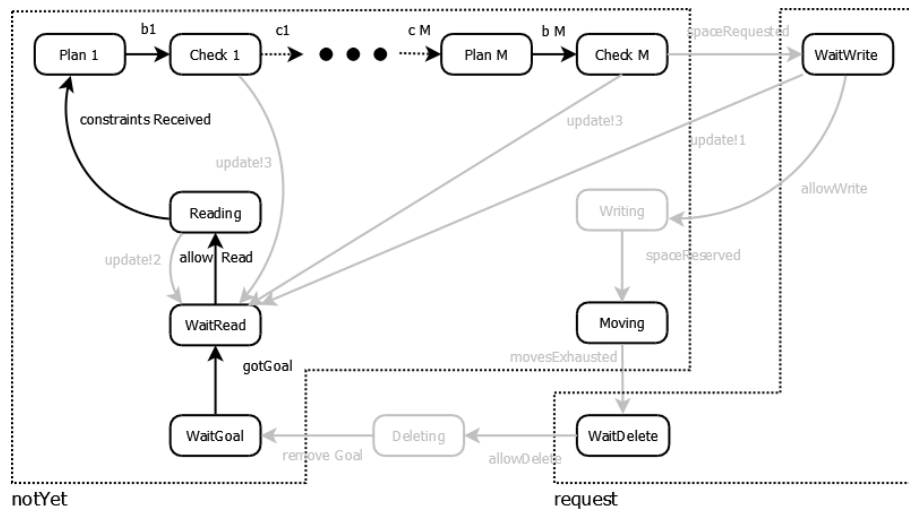 b1
c1
c M
b M
spaceRequested
Plan 1
Check 1
Plan M
Check M
WaitWrite
constraints Received
update!3
update!1
update!3
allowWrite
Reading
Writing
update!2
allow Read
spaceReserved
WaitRead
Moving
gotGoal
movesExhausted
WaitGoal
Deleting
WaitDelete
remove Goal
allowDelete
notYet
request